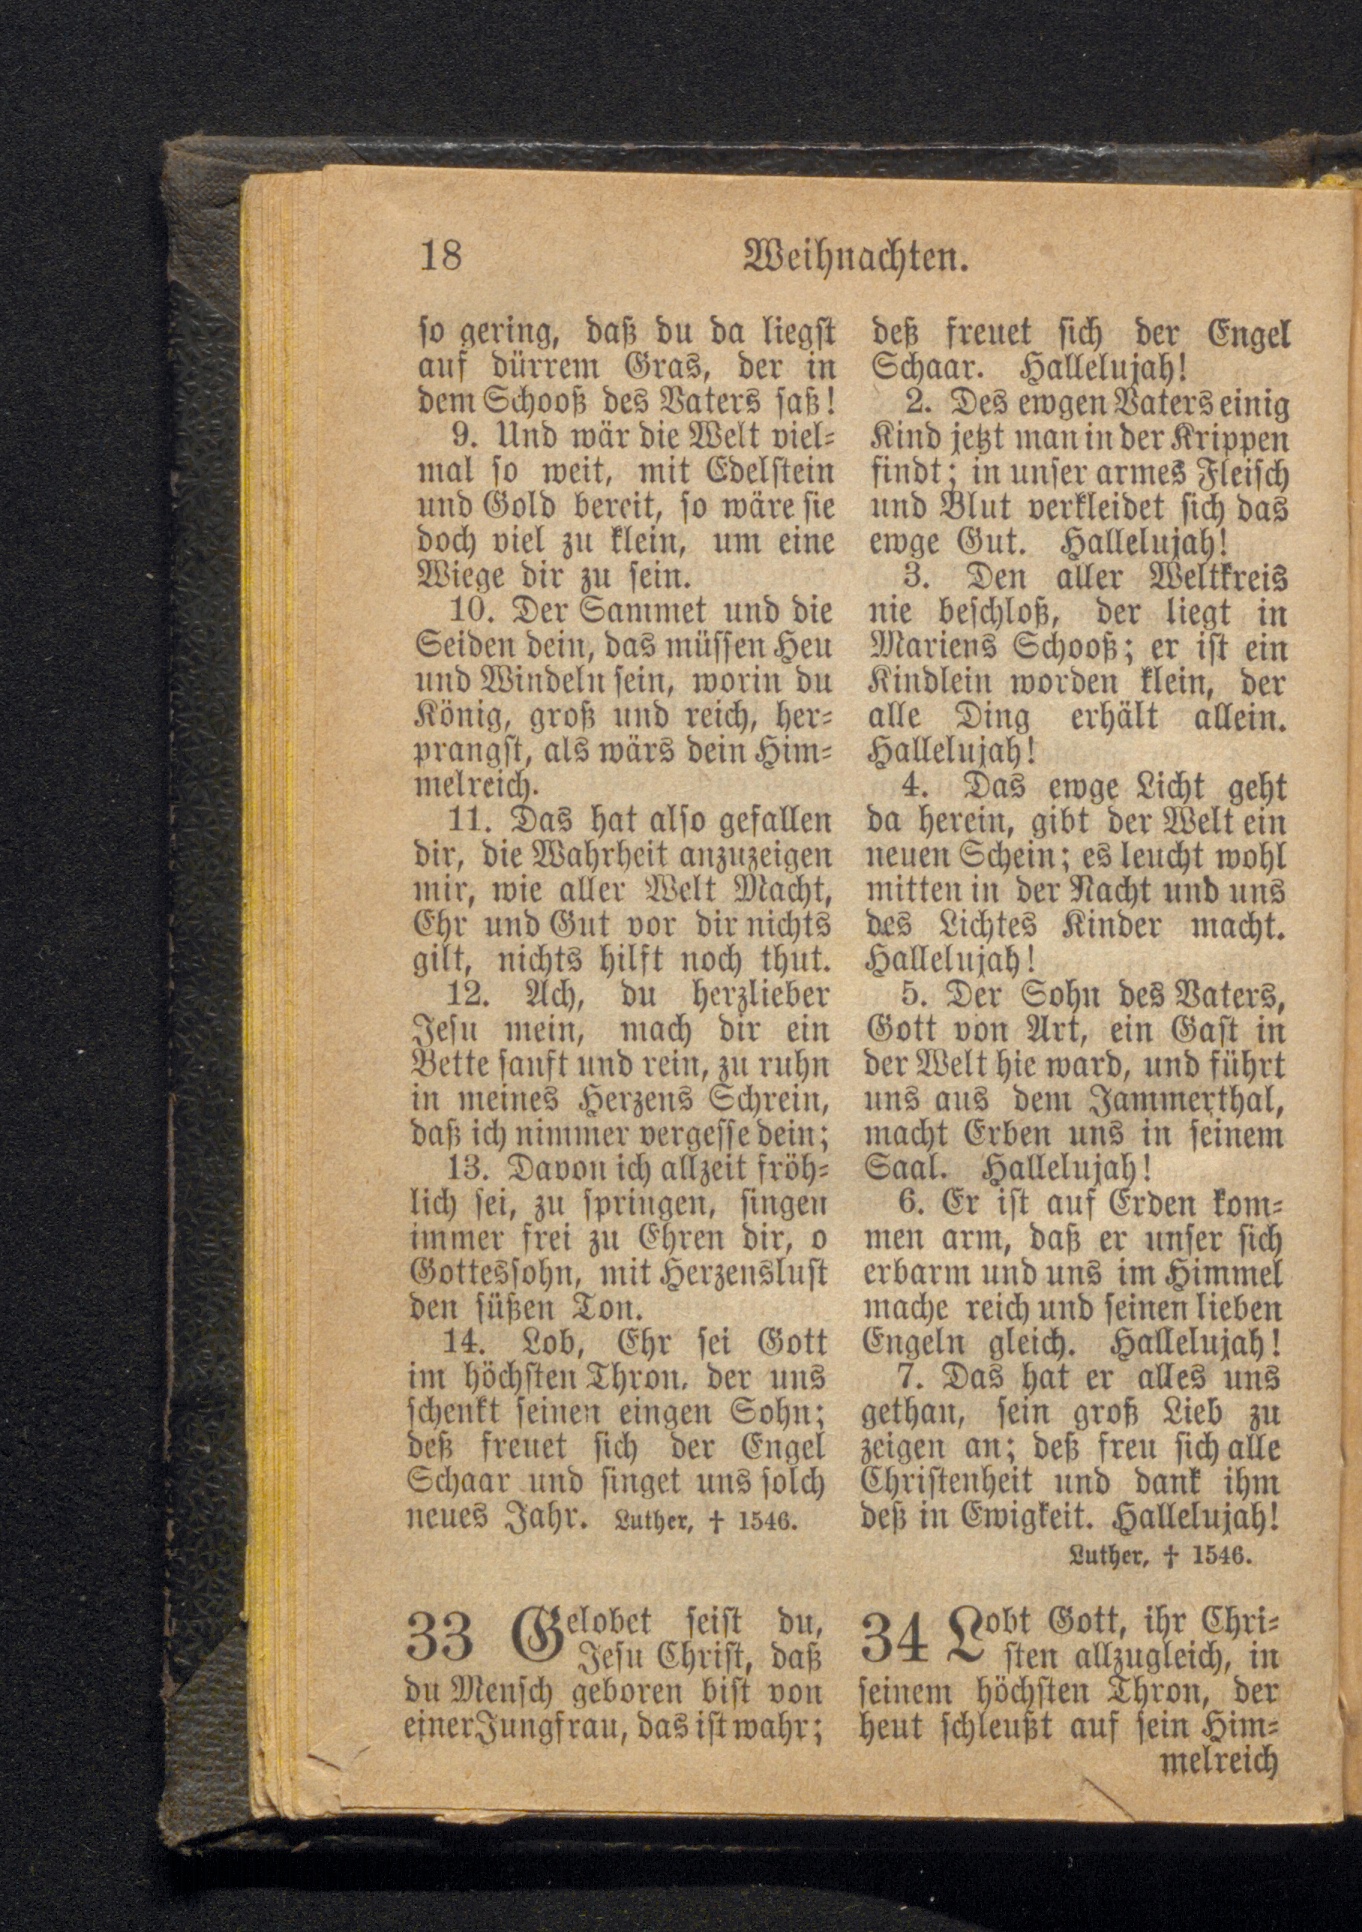 18
Weihnachten.
so gering, daß du da liegst
auf dürrem Gras, der in
dem Schooß des Vaters saß!
9. Und wär die Welt viel-
mal so weit, mit Edelstein
und Gold bereit, so wäre sie
doch viel zu klein, um eine
Wiege dir zu sein.
10. Der Sammet und die
Seiden dein, das müssen Heu
und Windeln sein, worin du
König, groß und reich, her-
prangst, als wärs dein Him-
melreich.
11. Das hat also gefallen
dir, die Wahrheit anzuzeigen
mir, wie aller Welt Macht,
Ehr und Gut vor dir nichts
gilt, nichts hilft noch thut.
12. Ach, du herzlieber
Jesu mein, mach dir ein
Bette sanft und rein, zu ruhn
in meines Herzens Schrein,
daß ich nimmer vergesse dein;
13. Davon ich allzeit fröh-
lich sei, zu springen, singen
immer frei zu Ehren dir, o
Gottessohn, mit Herzenslust
den süßen Ton.
14. Lob, Ehr sei Gott
im höchsten Thron, der uns
schenkt seinen eingen Sohn;
deß freuet sich der Engel
Schaar und singet uns solch
neues Jahr. Luther, † 1546.
33 Gelobet seist du,
Jesu Christ, daß
du Mensch geboren bist von
einer Jungfrau, das ist wahr;
deß freuet sich der Engel
Schaar. Hallelujah!
2. Des ewgen Vaters einig
Kind jetzt man in der Krippen
findt; in unser armes Fleisch
und Blut verkleidet sich das
ewge Gut. Hallelujah!
3. Den aller Weltkreis
nie beschloß, der liegt in
Mariens Schooß; er ist ein
Kindlein worden klein, der
alle Ding erhält allein.
Hallelujah!
4. Das ewge Licht geht
da herein, gibt der Welt ein
neuen Schein; es leucht wohl
mitten in der Nacht und uns
des Lichtes Kinder macht.
Hallelujah!
5. Der Sohn des Vaters,
Gott von Art, ein Gast in
der Welt hie ward, und führt
uns aus dem Jammerthal,
macht Erben uns in seinem
Saal. Hallelujah!
6. Er ist auf Erden kom-
men arm, daß er unser sich
erbarm und uns im Himmel
mache reich und seinen lieben
Engeln gleich. Hallelujah!
7. Das hat er alles uns
gethan, sein groß Lieb zu
zeigen an; deß freu sich alle
Christenheit und dank ihm
deß in Ewigkeit. Hallelujah!
Luther, † 1546.
34 Lobt Gott, ihr Chri-
sten allzugleich, in
seinem höchsten Thron, der
heut schleußt auf sein Him-
melreich